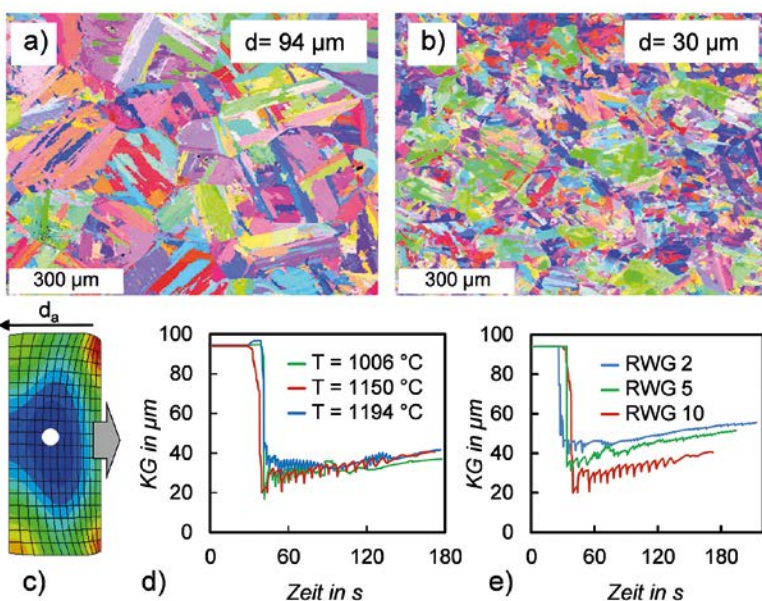 a)
d= 94 µm
300 µm
b)
d= 30 µm
300 µm
c)
d_a
d)
KG in µm
100
80
60
40
20
0
T = 1006 °C
T = 1150 °C
T = 1194 °C
0 60 120 180
Zeit in s
e)
KG in µm
100
80
60
40
20
0
RWG 2
RWG 5
RWG 10
0 60 120 180
Zeit in s